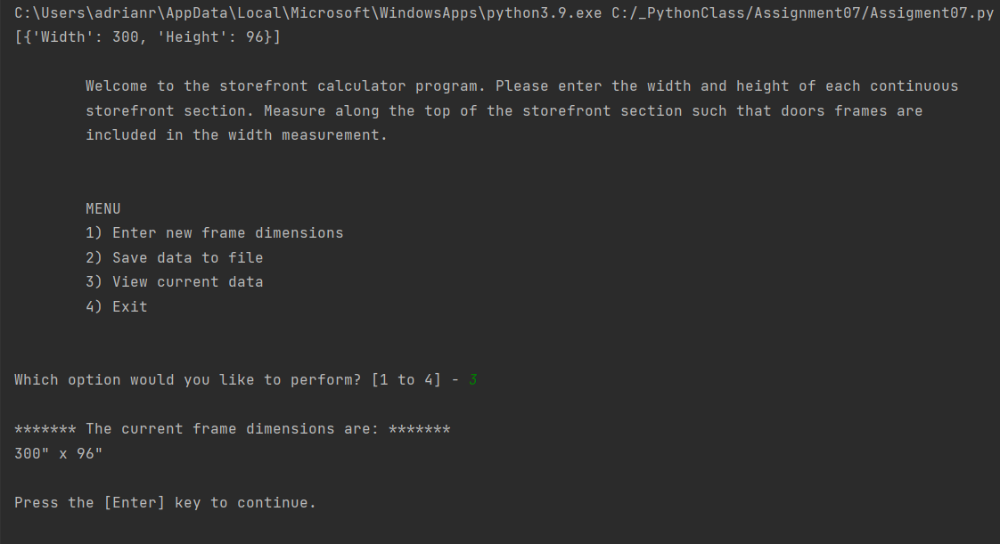 C:\Users\adrianr\AppData\Local\Microsoft\WindowsApps\python3.9.exe C:/_PythonClass/Assignment07/Assigment07.py
[{'Width': 300, 'Height': 96}]
Welcome to the storefront calculator program. Please enter the width and height of each continuous
storefront section. Measure along the top of the storefront section such that doors frames are
included in the width measurement.
MENU
1) Enter new frame dimensions
2) Save data to file
3) View current data
4) Exit
Which option would you like to perform? [1 to 4] - 3
******* The current frame dimensions are: *******
300" x 96"
Press the [Enter] key to continue.